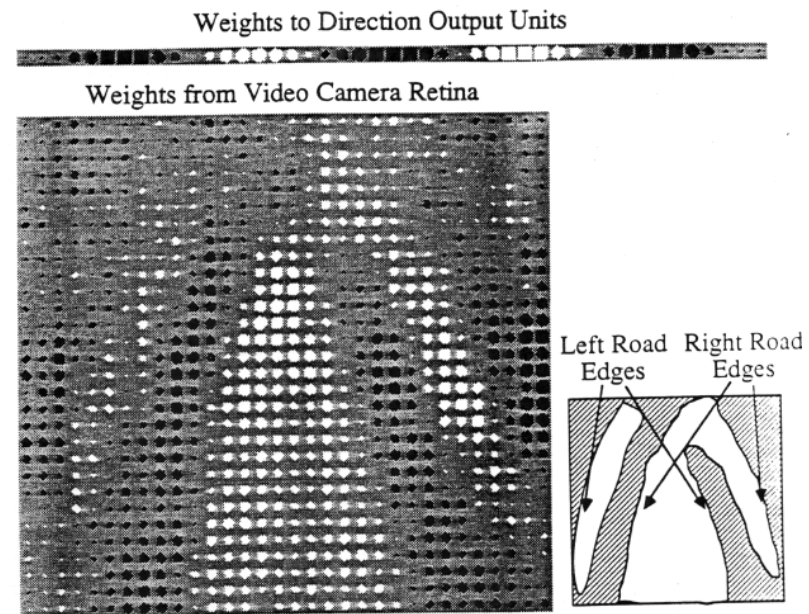 Weights to Direction Output Units
Weights from Video Camera Retina
Left Road Right Road
Edges Edges